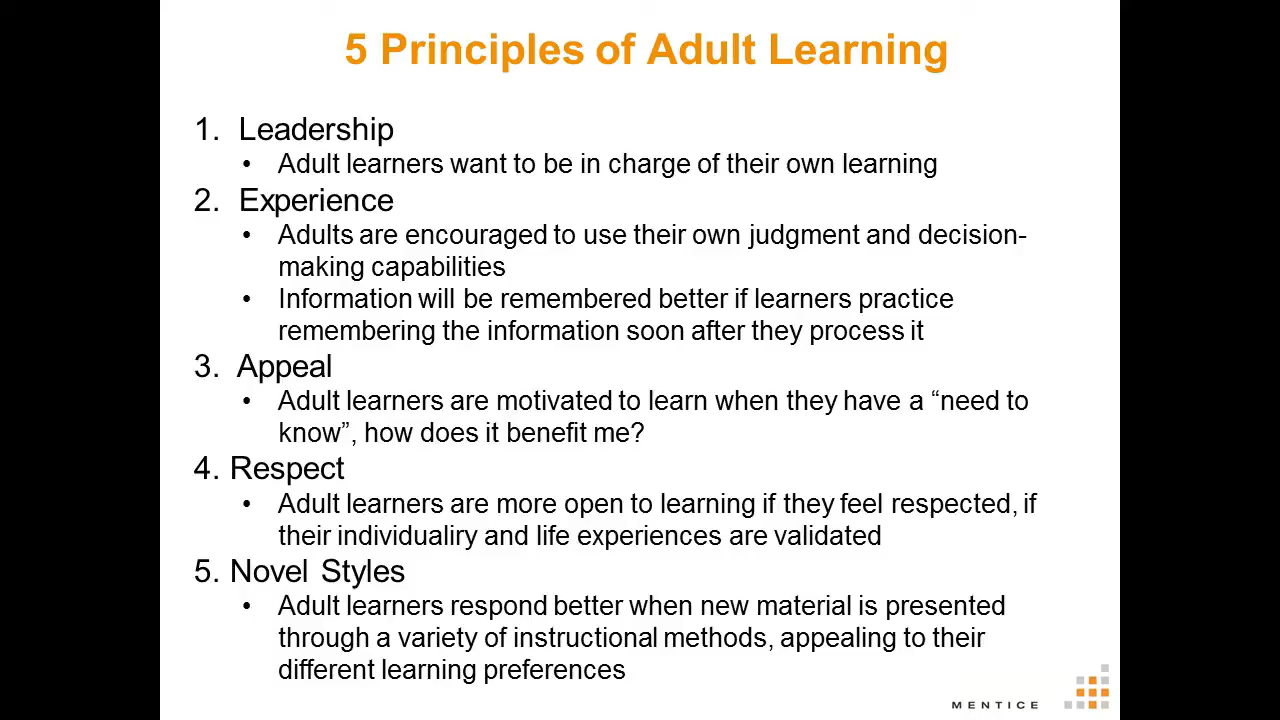 5 Principles of Adult Learning
1. Leadership
• Adult learners want to be in charge of their own learning
2. Experience
• Adults are encouraged to use their own judgment and decision-
making capabilities
• Information will be remembered better if learners practice
remembering the information soon after they process it
3. Appeal
• Adult learners are motivated to learn when they have a “need to
know”, how does it benefit me?
4. Respect
• Adult learners are more open to learning if they feel respected, if
their individualiry and life experiences are validated
5. Novel Styles
• Adult learners respond better when new material is presented
through a variety of instructional methods, appealing to their
different learning preferences
MENTICE